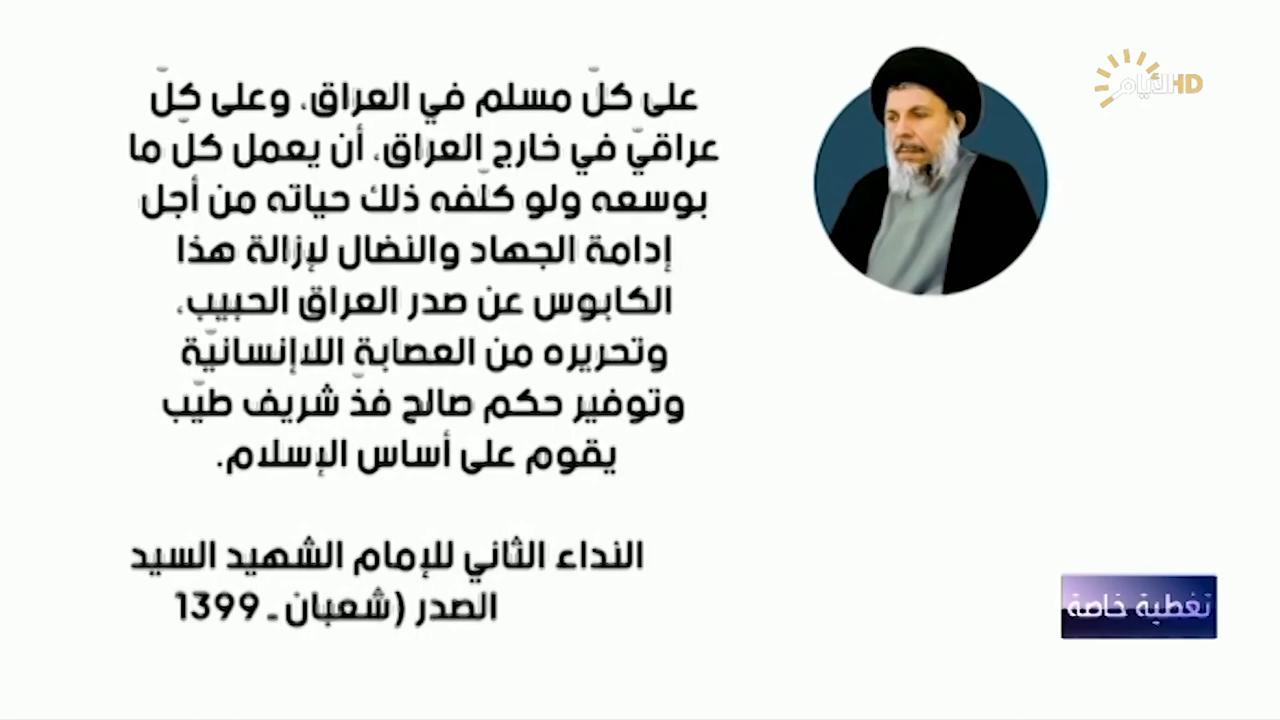 على كلّ مسلم في العراق، وعلى كلّ
عراقيّ في خارج العراق، أن يعمل كلّ ما
بوسعه ولو كلّفه ذلك حياته من أجل
إدامة الجهاد والنضال لإزالة هذا
الكابوس عن صدر العراق الحبيب،
وتحريره من العصابة اللاإنسانيّة
وتوفير حكم صالح فذّ شريف طيّب
يقوم على أساس الإسلام.
النداء الثاني للإمام الشهيد السيد
الصدر (شعبان ـ 1399
HD
تغطية خاصة